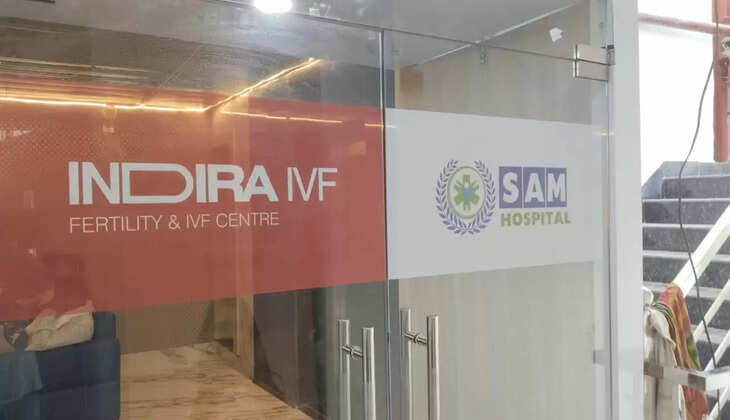 INDIRA IVF
FERTILITY & IVF CENTRE
SAM
HOSPITAL